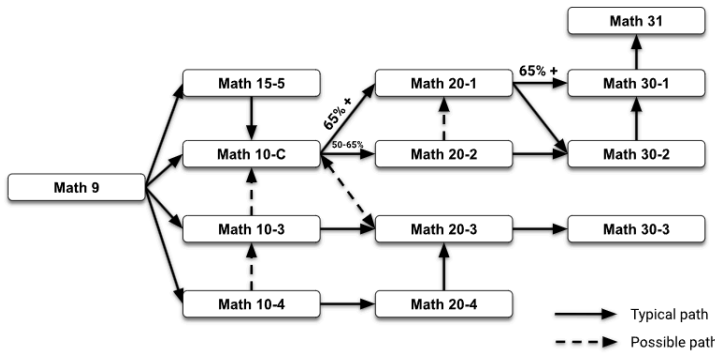 Math 31
Math 15-5
Math 20-1
65% +
Math 30-1
65% +
Math 10-C
50-65%
Math 20-2
Math 30-2
Math 9
Math 10-3
Math 20-3
Math 30-3
Math 10-4
Math 20-4
Typical path
Possible path